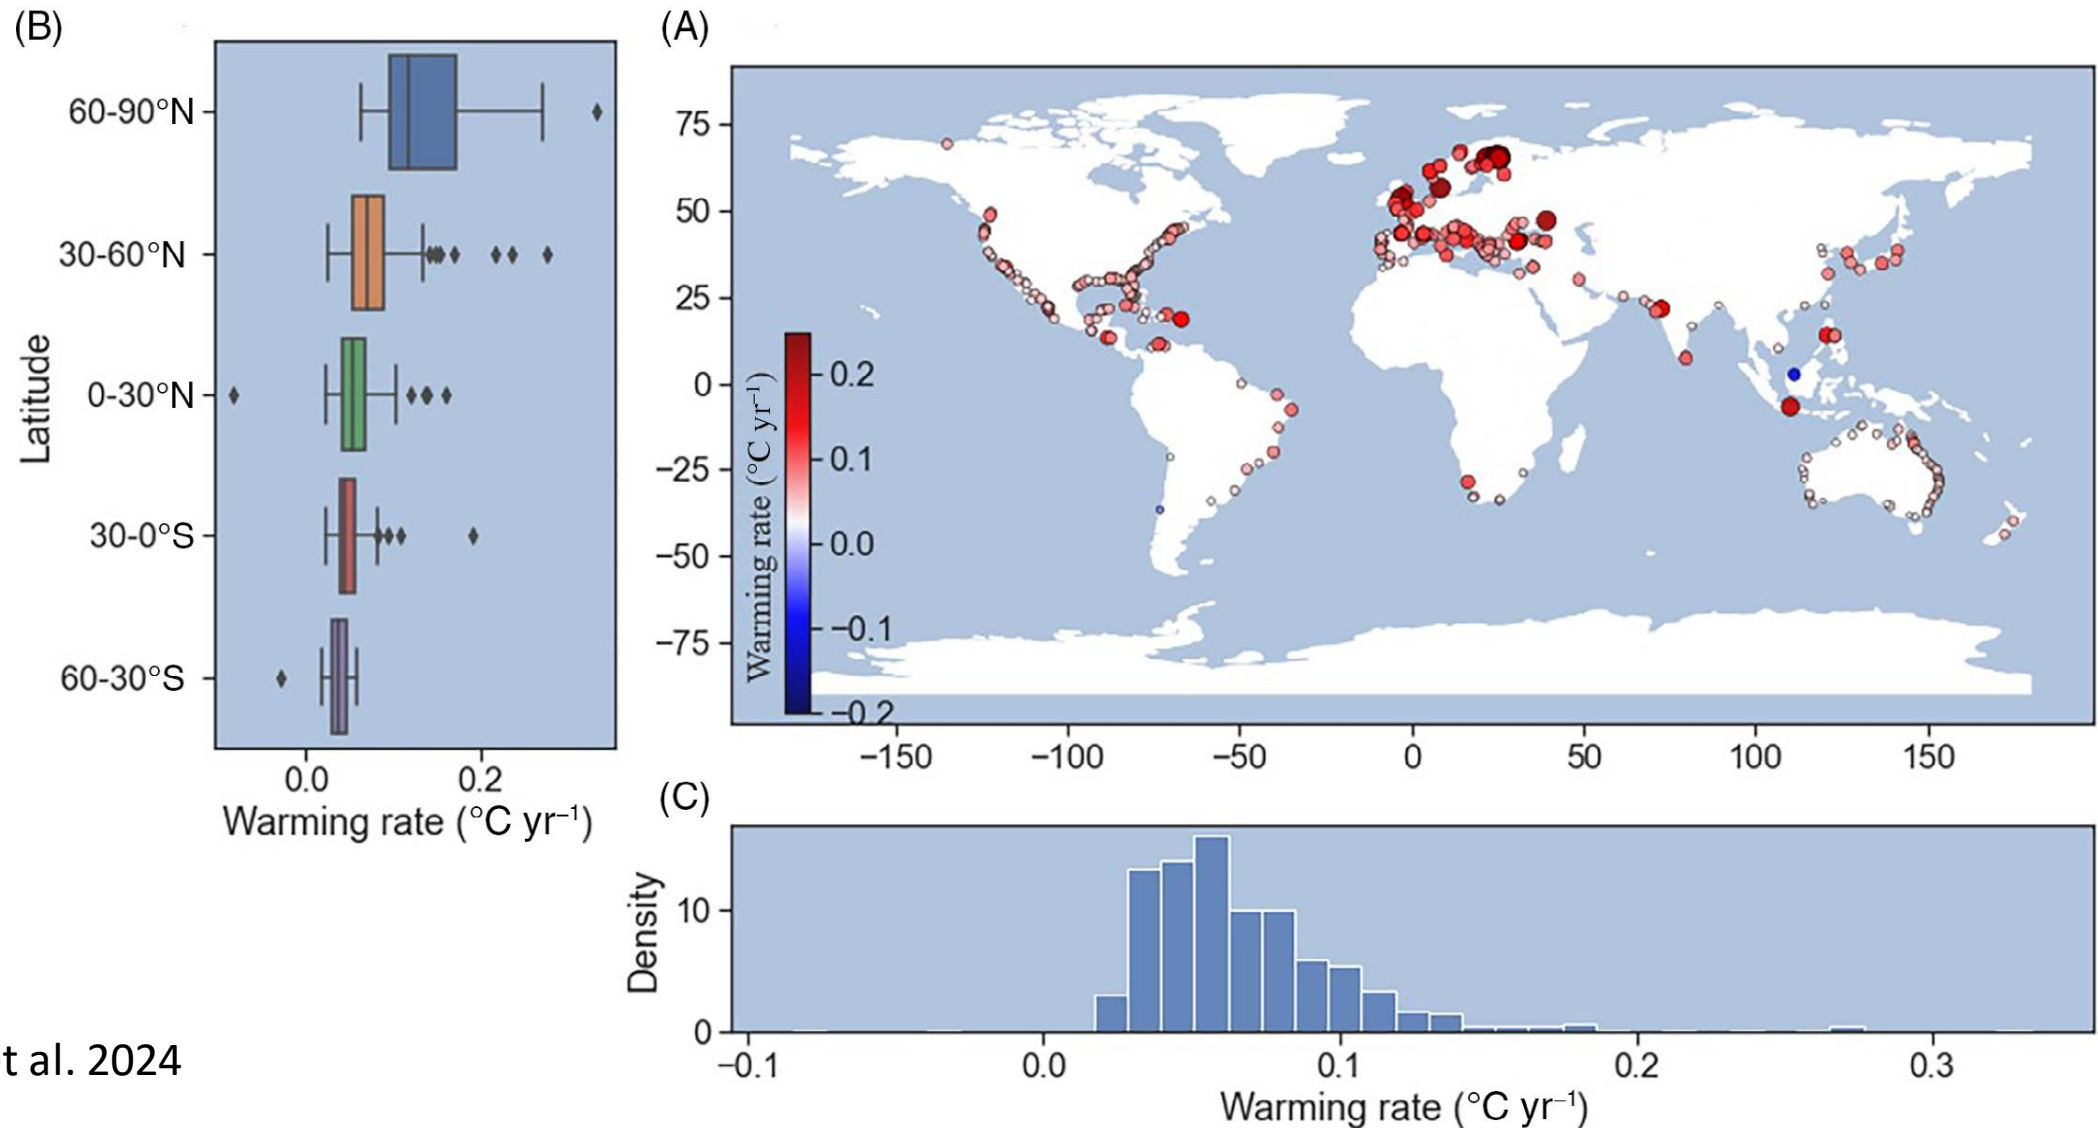 (B)
60-90°N
30-60°N
0-30°N
30-0°S
60-30°S
Latitude
0.0 0.2
Warming rate (°C yr⁻¹)
(A)
75
50
25
0
−25
−50
−75
Warming rate (°C yr⁻¹)
0.2
0.1
0.0
−0.1
−0.2
−150 −100 −50 0 50 100 150
(C)
Density
10
0
−0.1 0.0 0.1 0.2 0.3
Warming rate (°C yr⁻¹)
t al. 2024